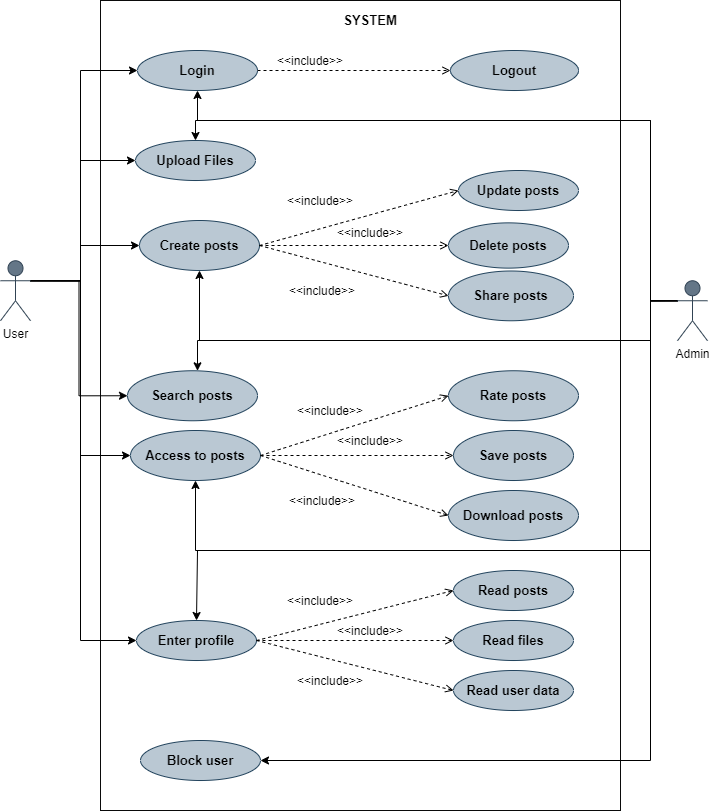 SYSTEM
Login
<<include>>
Logout
Upload Files
Update posts
<<include>>
Create posts
<<include>>
Delete posts
<<include>>
Share posts
User
Admin
Search posts
<<include>>
Rate posts
Access to posts
<<include>>
Save posts
<<include>>
Download posts
<<include>>
Read posts
Enter profile
<<include>>
Read files
<<include>>
Read user data
Block user